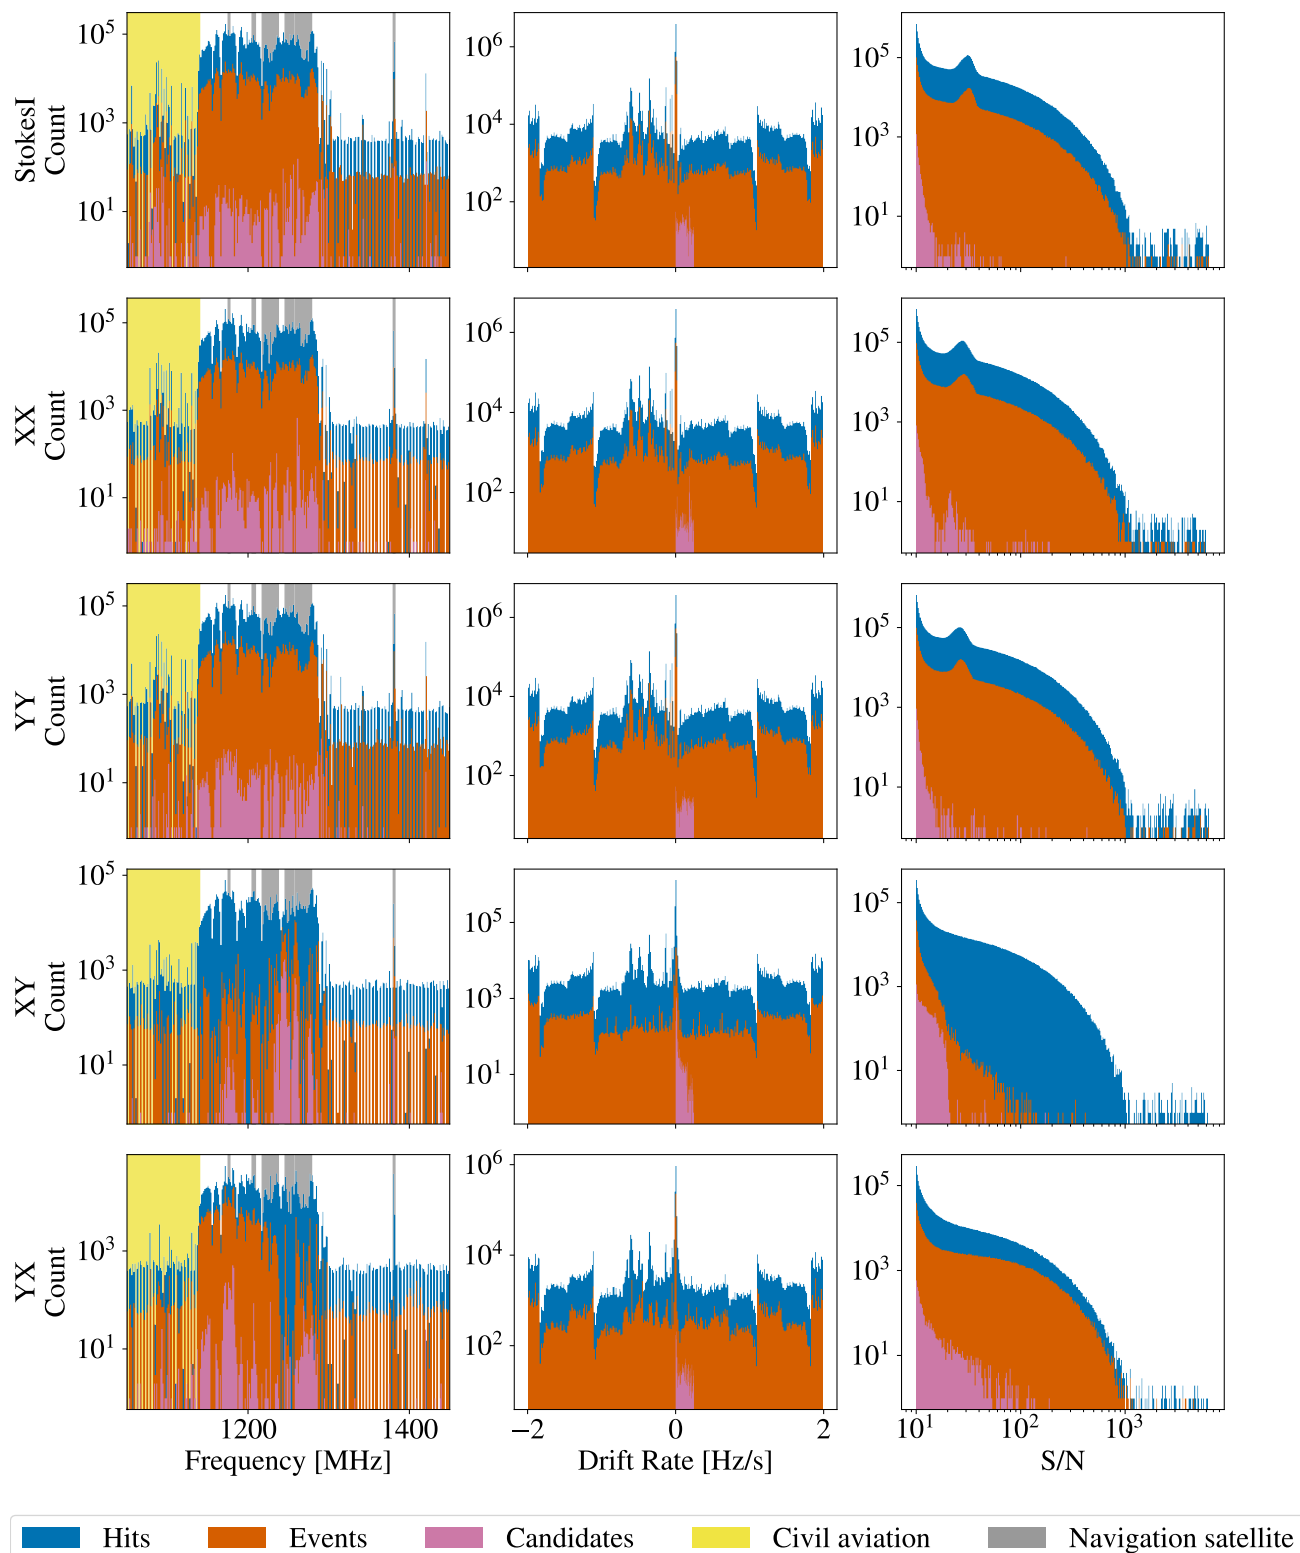 StokesI
Count
10^5
10^3
10^1
10^6
10^4
10^2
10^5
10^3
10^1
XX
Count
10^5
10^3
10^1
10^6
10^4
10^2
10^5
10^3
10^1
YY
Count
10^5
10^3
10^1
10^6
10^4
10^2
10^5
10^3
10^1
XY
Count
10^5
10^3
10^1
10^5
10^3
10^1
10^5
10^3
10^1
YX
Count
10^3
10^1
10^6
10^4
10^2
10^5
10^3
10^1
1200 1400
−2 0 2
10^1 10^2 10^3
Frequency [MHz]
Drift Rate [Hz/s]
S/N
Hits Events Candidates Civil aviation Navigation satellite